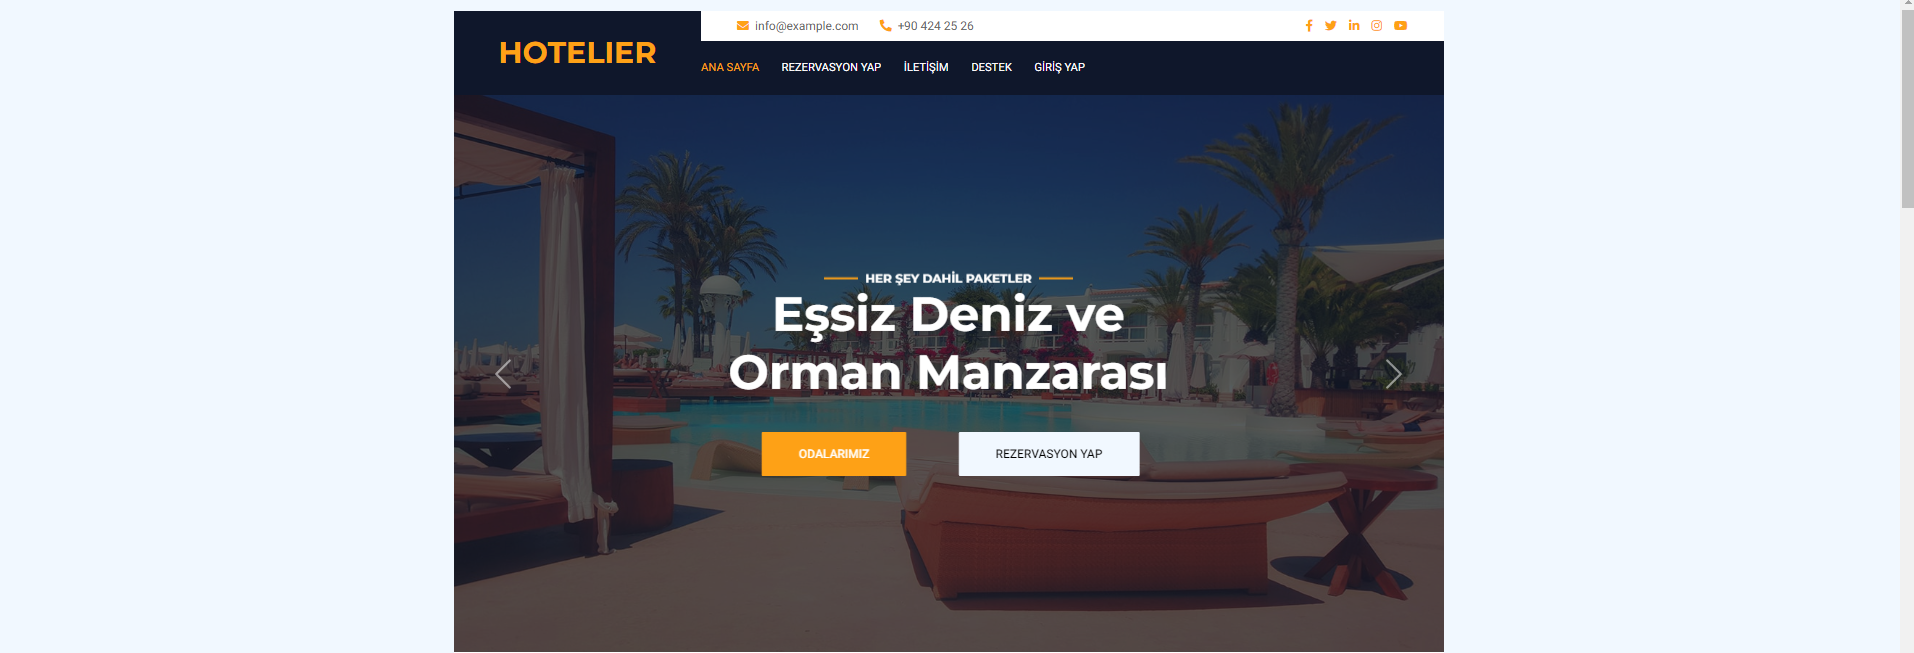 HOTELIER
info@example.com +90 424 25 26
ANA SAYFA REZERVASYON YAP İLETİŞİM DESTEK GİRİŞ YAP
HER ŞEY DAHİL PAKETLER
Eşsiz Deniz ve
Orman Manzarası
ODALARIMIZ REZERVASYON YAP